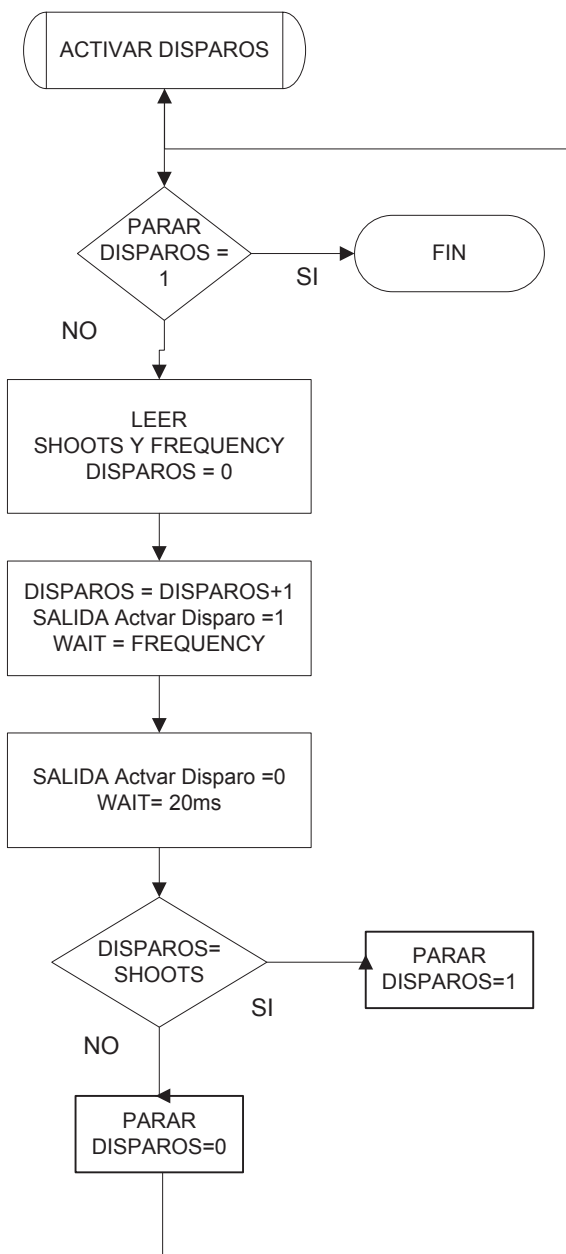 ACTIVAR DISPAROS
PARAR
DISPAROS =
1
SI
FIN
NO
LEER
SHOOTS Y FREQUENCY
DISPAROS = 0
DISPAROS = DISPAROS+1
SALIDA Actvar Disparo =1
WAIT = FREQUENCY
SALIDA Actvar Disparo =0
WAIT= 20ms
DISPAROS=
SHOOTS
SI
PARAR
DISPAROS=1
NO
PARAR
DISPAROS=0